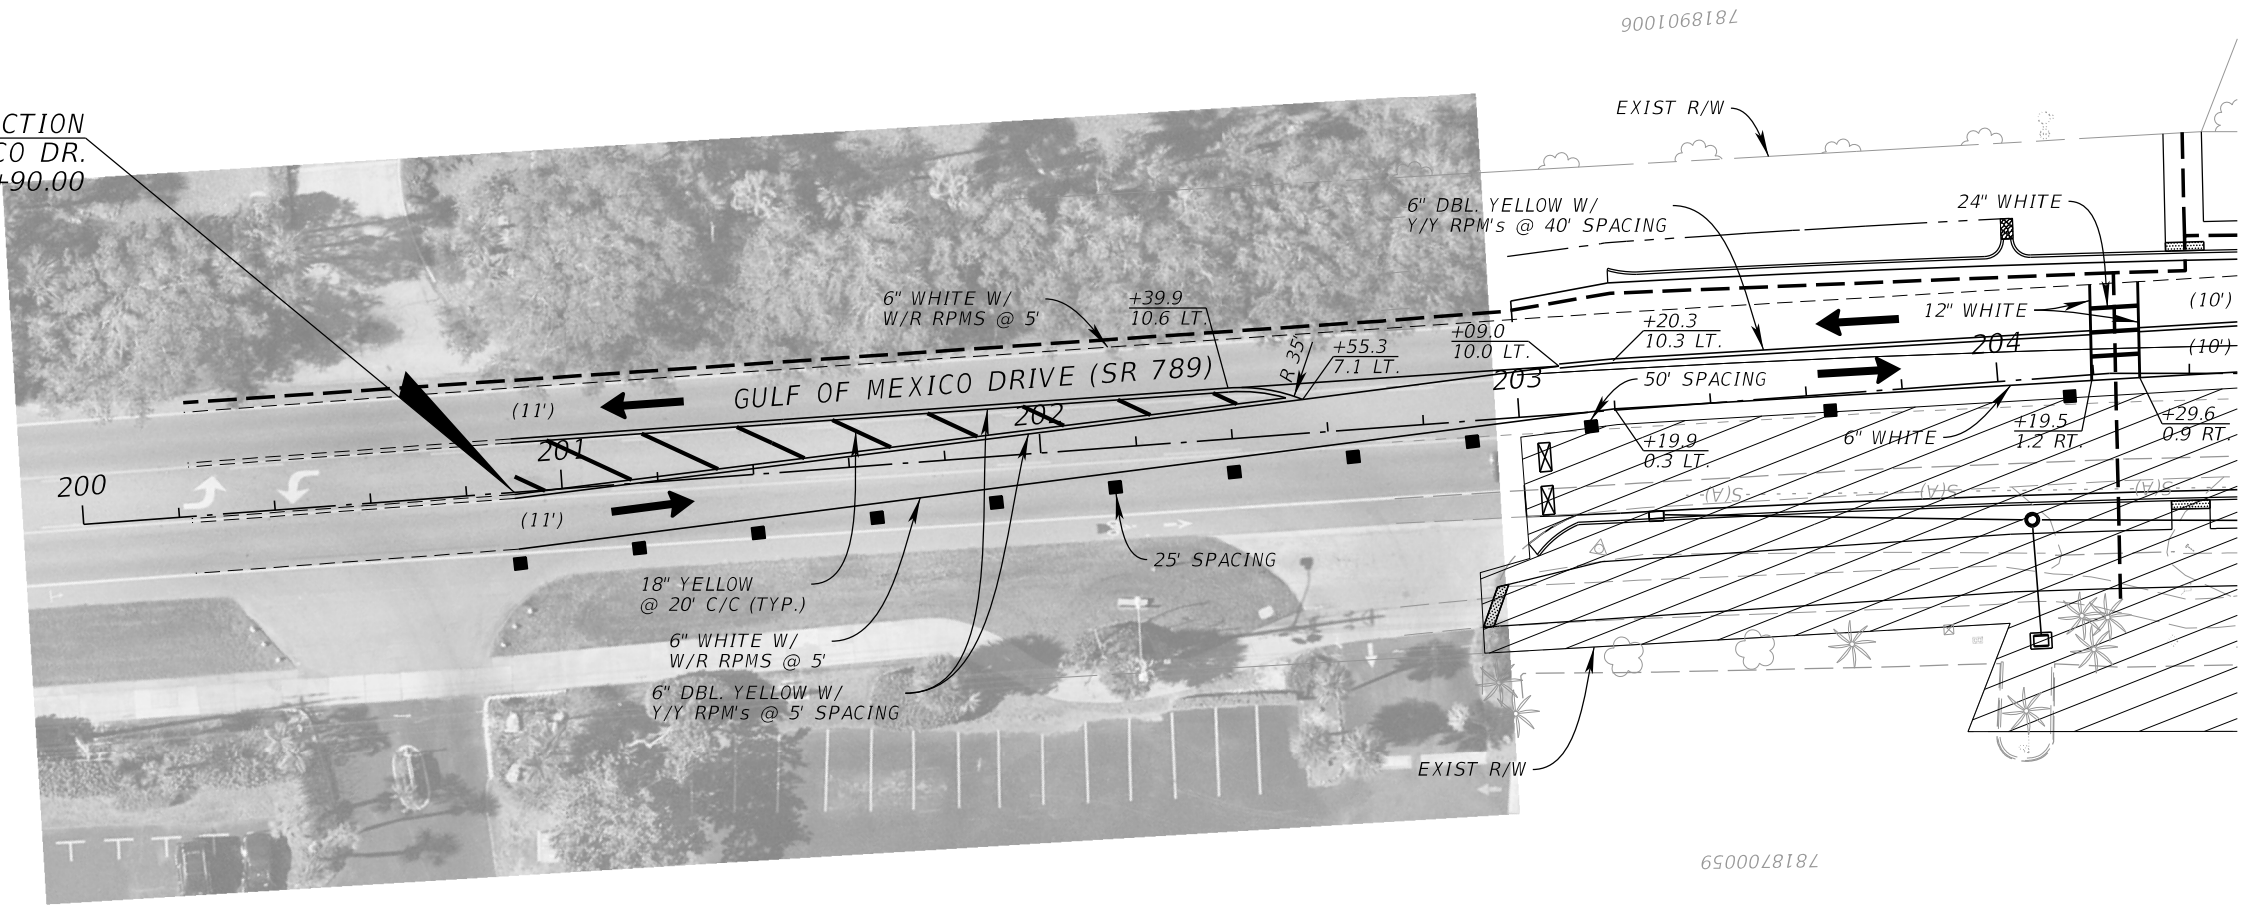 7818901006
CTION
CO DR.
+90.00
EXIST R/W
6" DBL. YELLOW W/
Y/Y RPM's @ 40' SPACING
24" WHITE
6" WHITE W/
W/R RPMS @ 5'
+39.9
10.6 LT.
R 35'
+55.3
7.1 LT.
+09.0
10.0 LT.
+20.3
10.3 LT.
12" WHITE
(10')
(10')
GULF OF MEXICO DRIVE (SR 789)
(11')
(11')
200
201
202
203
204
50' SPACING
+19.9
0.3 LT.
6" WHITE
+19.5
1.2 RT.
+29.6
0.9 RT.
S(A)
S(A)
S(A)
25' SPACING
18" YELLOW
@ 20' C/C (TYP.)
6" WHITE W/
W/R RPMS @ 5'
6" DBL. YELLOW W/
Y/Y RPM's @ 5' SPACING
EXIST R/W
7818700059